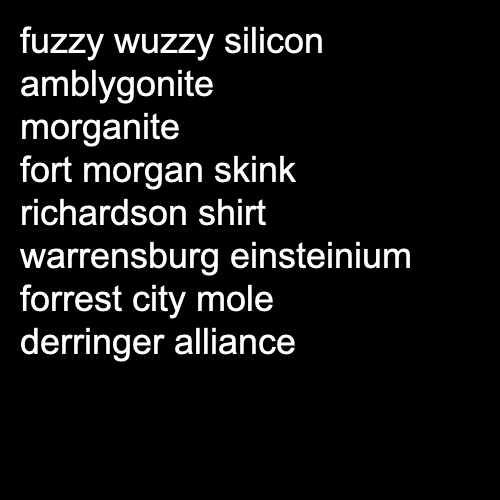 fuzzy wuzzy silicon
amblygonite
morganite
fort morgan skink
richardson shirt
warrensburg einsteinium
forrest city mole
derringer alliance